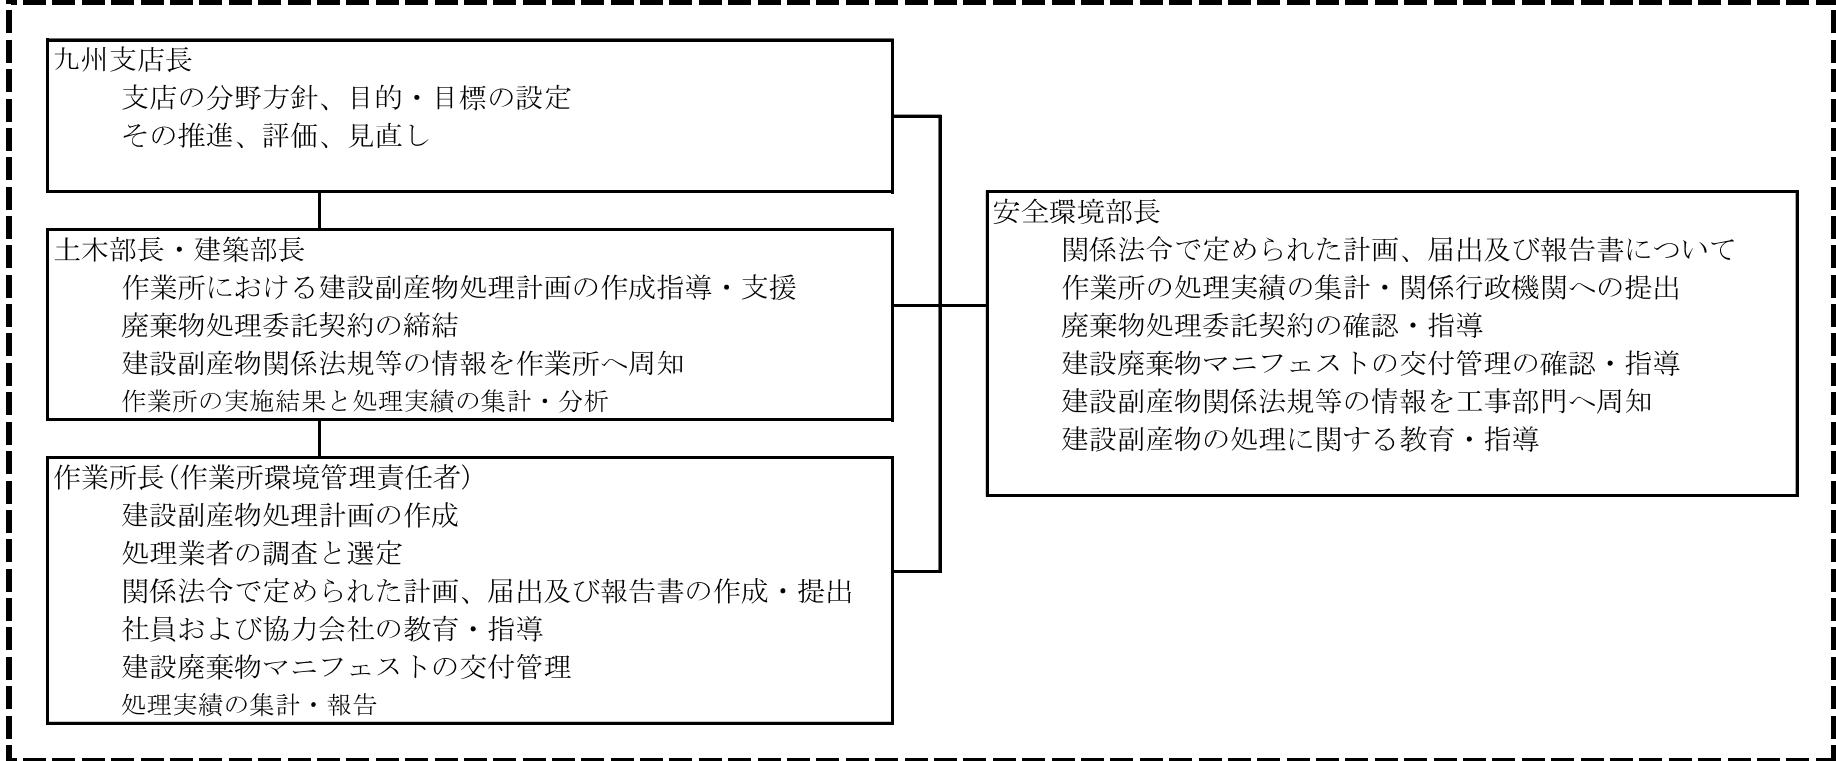 九州支店長
支店の分野方針、目的・目標の設定
その推進、評価、見直し
土木部長・建築部長
作業所における建設副産物処理計画の作成指導・支援
廃棄物処理委託契約の締結
建設副産物関係法規等の情報を作業所へ周知
作業所の実施結果と処理実績の集計・分析
作業所長(作業所環境管理責任者)
建設副産物処理計画の作成
処理業者の調査と選定
関係法令で定められた計画、届出及び報告書の作成・提出
社員および協力会社の教育・指導
建設廃棄物マニフェストの交付管理
処理実績の集計・報告
安全環境部長
関係法令で定められた計画、届出及び報告書について
作業所の処理実績の集計・関係行政機関への提出
廃棄物処理委託契約の確認・指導
建設廃棄物マニフェストの交付管理の確認・指導
建設副産物関係法規等の情報を工事部門へ周知
建設副産物の処理に関する教育・指導